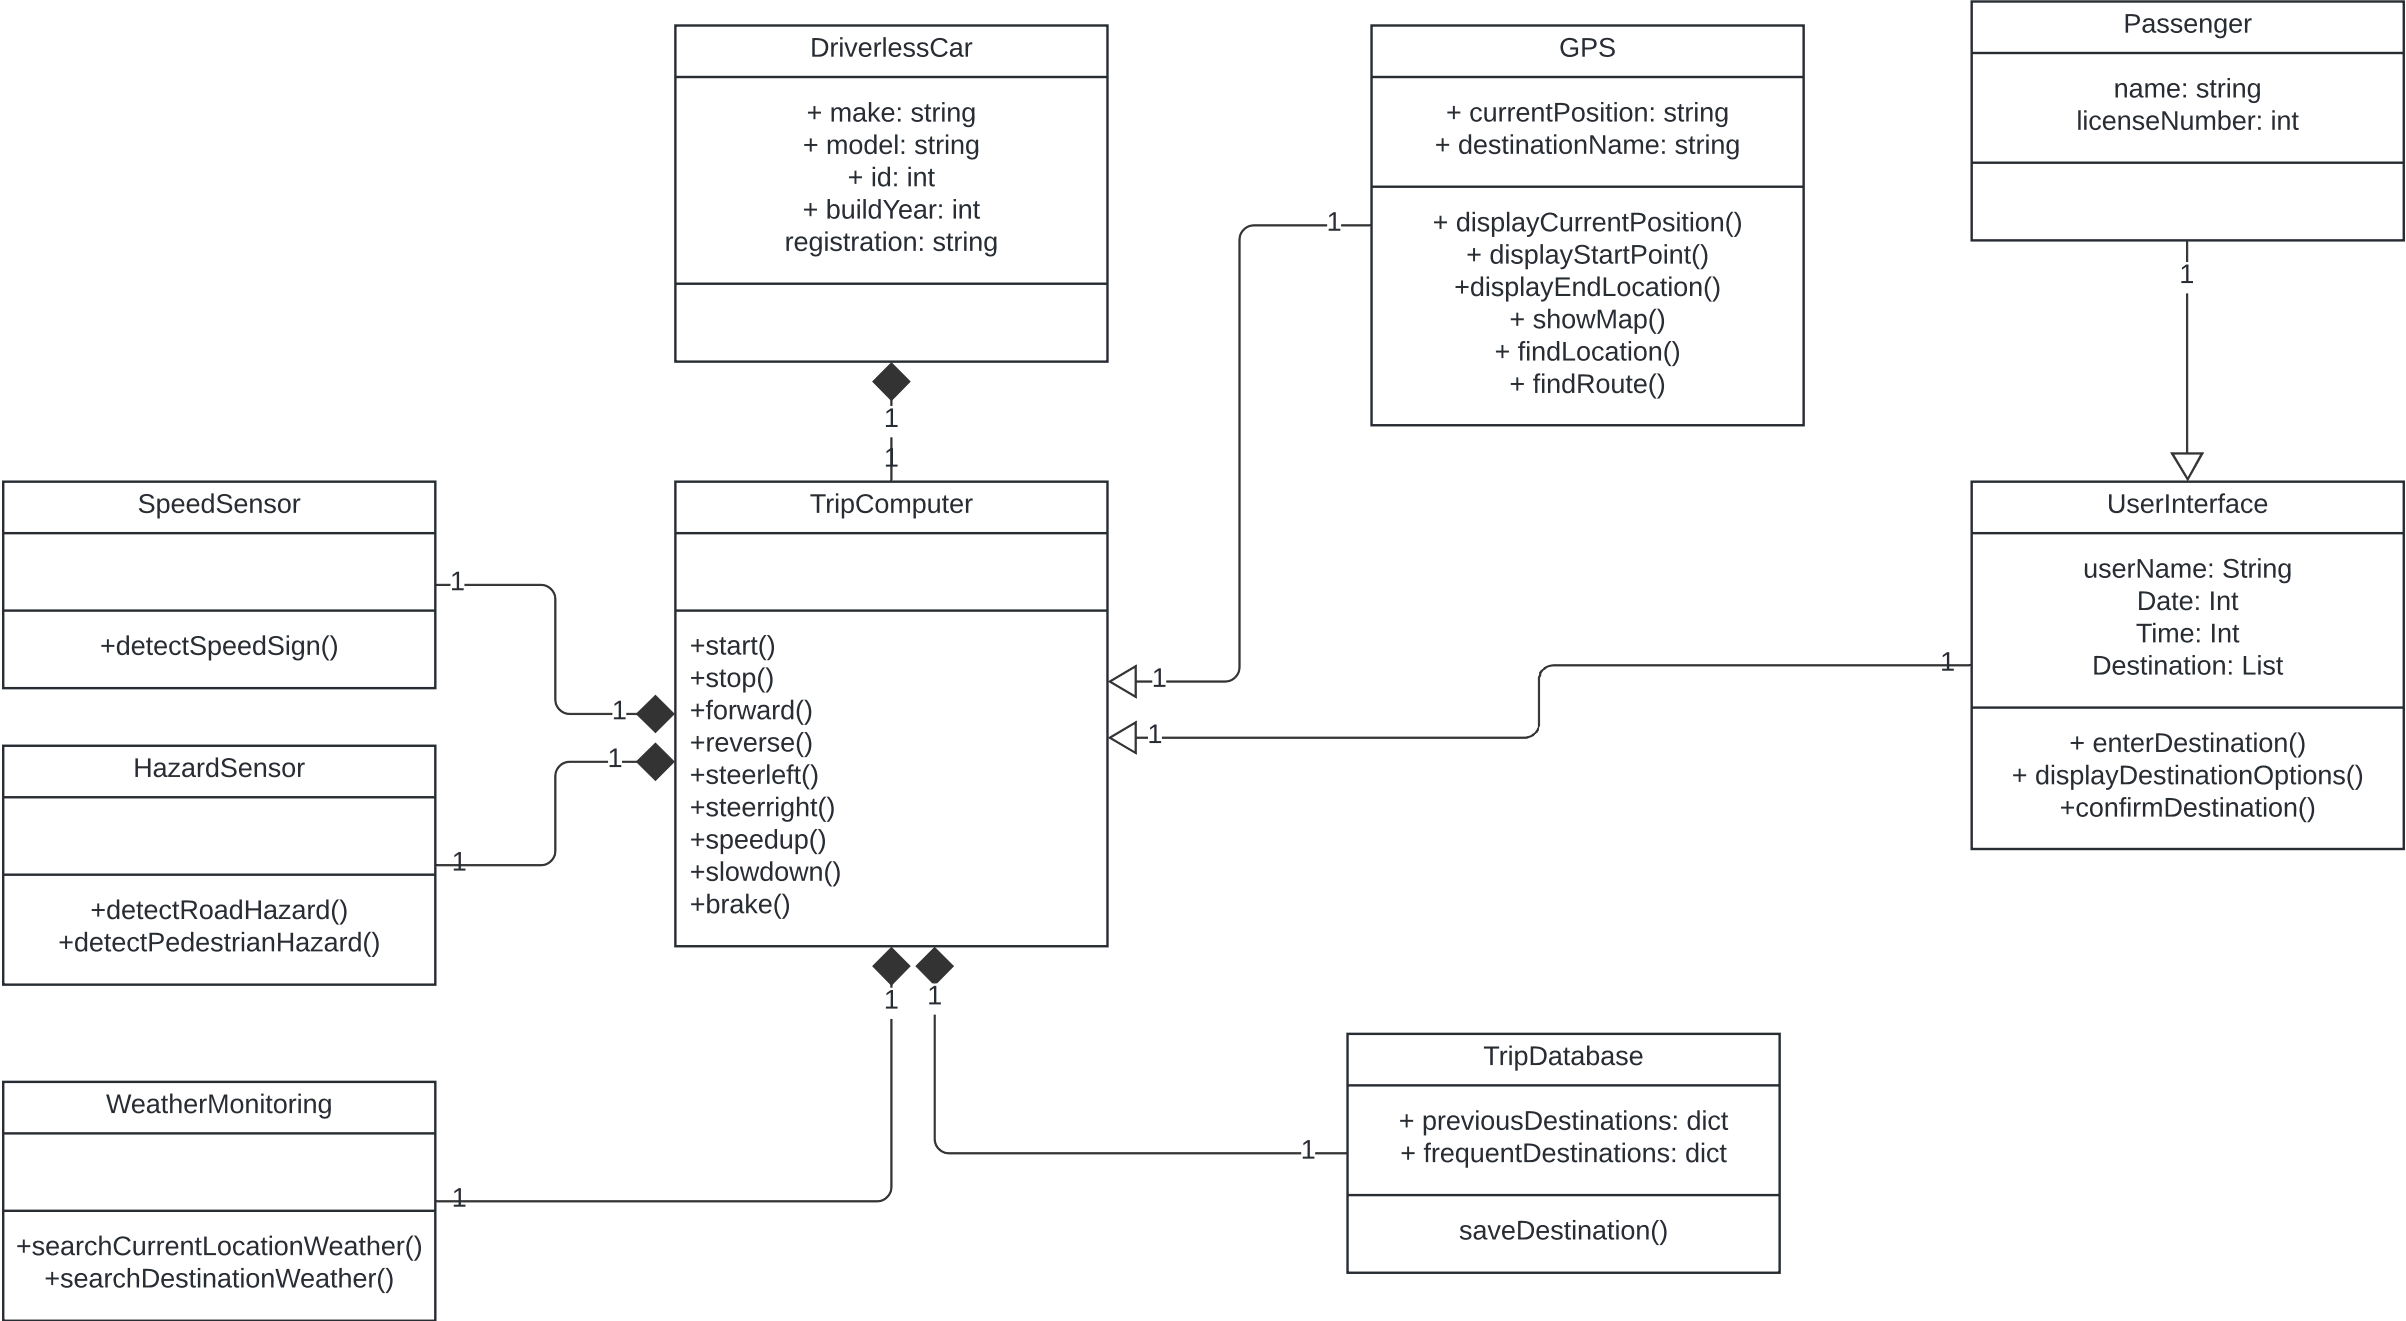 DriverlessCar
+ make: string
+ model: string
+ id: int
+ buildYear: int
registration: string
GPS
+ currentPosition: string
+ destinationName: string
+ displayCurrentPosition()
+ displayStartPoint()
+displayEndLocation()
+ showMap()
+ findLocation()
+ findRoute()
Passenger
name: string
licenseNumber: int
1
1
1
1
SpeedSensor
+detectSpeedSign()
1
1
TripComputer
+start()
+stop()
+forward()
+reverse()
+steerleft()
+steerright()
+speedup()
+slowdown()
+brake()
1
1
1
UserInterface
userName: String
Date: Int
Time: Int
Destination: List
+ enterDestination()
+ displayDestinationOptions()
+confirmDestination()
HazardSensor
+detectRoadHazard()
+detectPedestrianHazard()
1
1
1
1
WeatherMonitoring
+searchCurrentLocationWeather()
+searchDestinationWeather()
1
1
TripDatabase
+ previousDestinations: dict
+ frequentDestinations: dict
saveDestination()